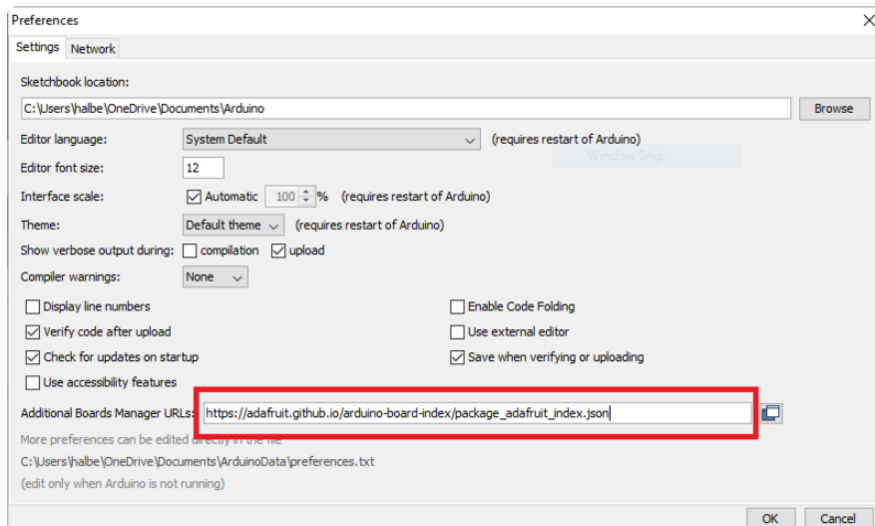 Preferences
Settings Network
Sketchbook location:
C:\Users\halbe\OneDrive\Documents\Arduino Browse
Editor language: System Default (requires restart of Arduino)
Window Snip
Editor font size: 12
Interface scale: Automatic 100 % (requires restart of Arduino)
Theme: Default theme (requires restart of Arduino)
Show verbose output during: compilation upload
Compiler warnings: None
Display line numbers Enable Code Folding
Verify code after upload Use external editor
Check for updates on startup Save when verifying or uploading
Use accessibility features
Additional Boards Manager URLs: https://adafruit.github.io/arduino-board-index/package_adafruit_index.json
More preferences can be edited directly in the file
C:\Users\halbe\OneDrive\Documents\ArduinoData\preferences.txt
(edit only when Arduino is not running)
OK Cancel